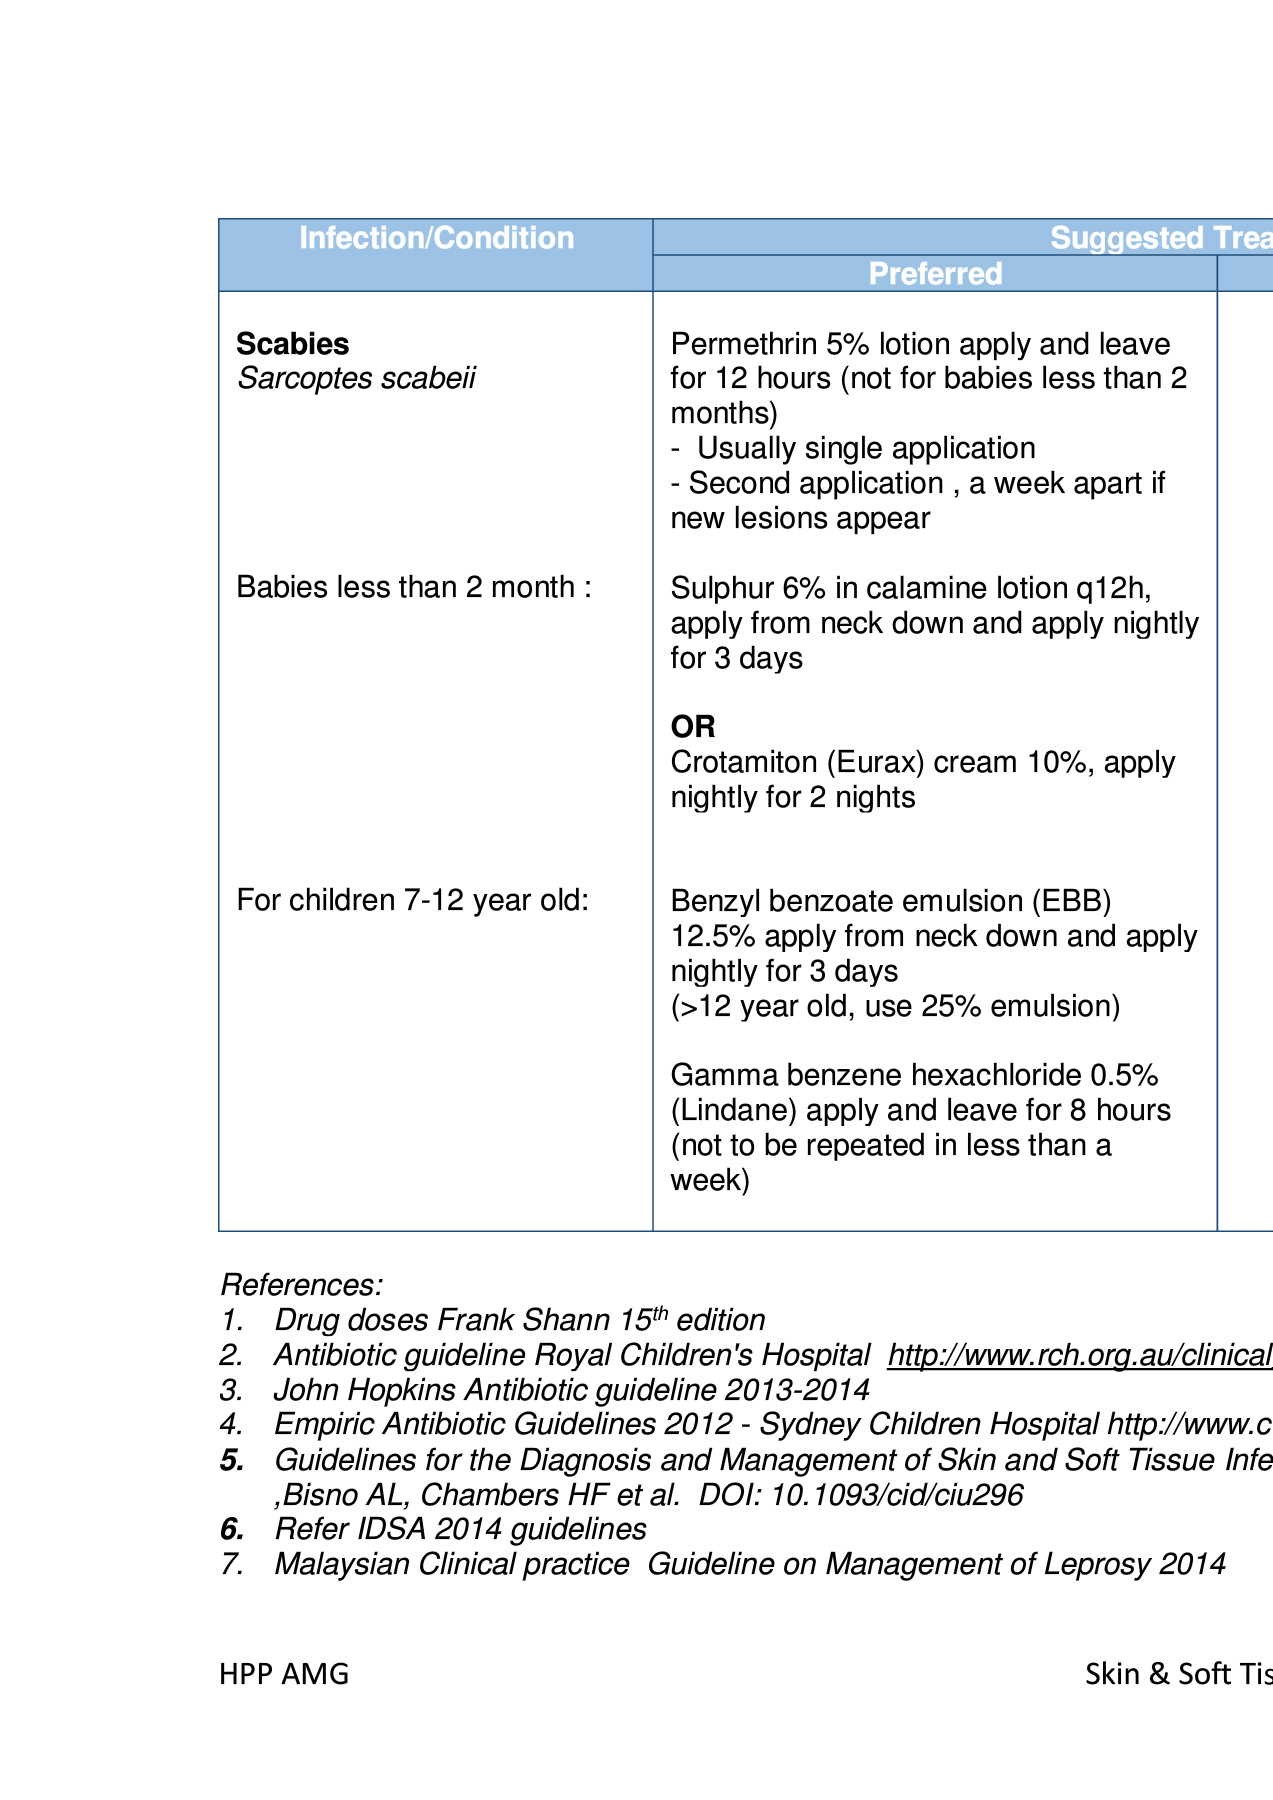 Infection/Condition
Suggested Trea
Preferred
Scabies
Sarcoptes scabeii
Permethrin 5% lotion apply and leave
for 12 hours (not for babies less than 2
months)
- Usually single application
- Second application , a week apart if
new lesions appear
Babies less than 2 month :
Sulphur 6% in calamine lotion q12h,
apply from neck down and apply nightly
for 3 days
OR
Crotamiton (Eurax) cream 10%, apply
nightly for 2 nights
For children 7-12 year old:
Benzyl benzoate emulsion (EBB)
12.5% apply from neck down and apply
nightly for 3 days
(>12 year old, use 25% emulsion)
Gamma benzene hexachloride 0.5%
(Lindane) apply and leave for 8 hours
(not to be repeated in less than a
week)
References:
1. Drug doses Frank Shann 15th edition
2. Antibiotic guideline Royal Children's Hospital http://www.rch.org.au/clinical
3. John Hopkins Antibiotic guideline 2013-2014
4. Empiric Antibiotic Guidelines 2012 - Sydney Children Hospital http://www.c
5. Guidelines for the Diagnosis and Management of Skin and Soft Tissue Infe
,Bisno AL, Chambers HF et al. DOI: 10.1093/cid/ciu296
6. Refer IDSA 2014 guidelines
7. Malaysian Clinical practice Guideline on Management of Leprosy 2014
HPP AMG
Skin & Soft Tis